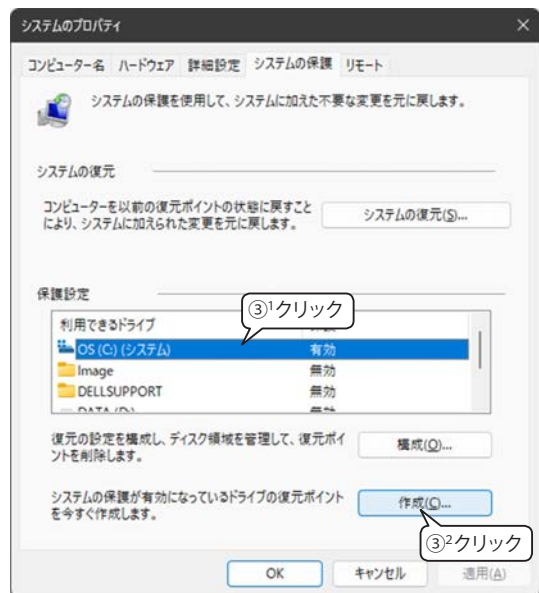 システムのプロパティ
コンピューター名 ハードウェア 詳細設定 システムの保護 リモート
システムの保護を使用して、システムに加えた不要な変更を元に戻します。
システムの復元
コンピューターを以前の復元ポイントの状態に戻すこと
により、システムに加えられた変更を元に戻します。
システムの復元(S)...
保護設定
③¹クリック
利用できるドライブ
OS (C:) (システム) 有効
Image 無効
DELLSUPPORT 無効
DATA (D:)
復元の設定を構成し、ディスク領域を管理して、復元ポイ
ントを削除します。
構成(O)...
システムの保護が有効になっているドライブの復元ポイント
を今すぐ作成します。
作成(C)...
③²クリック
OK キャンセル 適用(A)